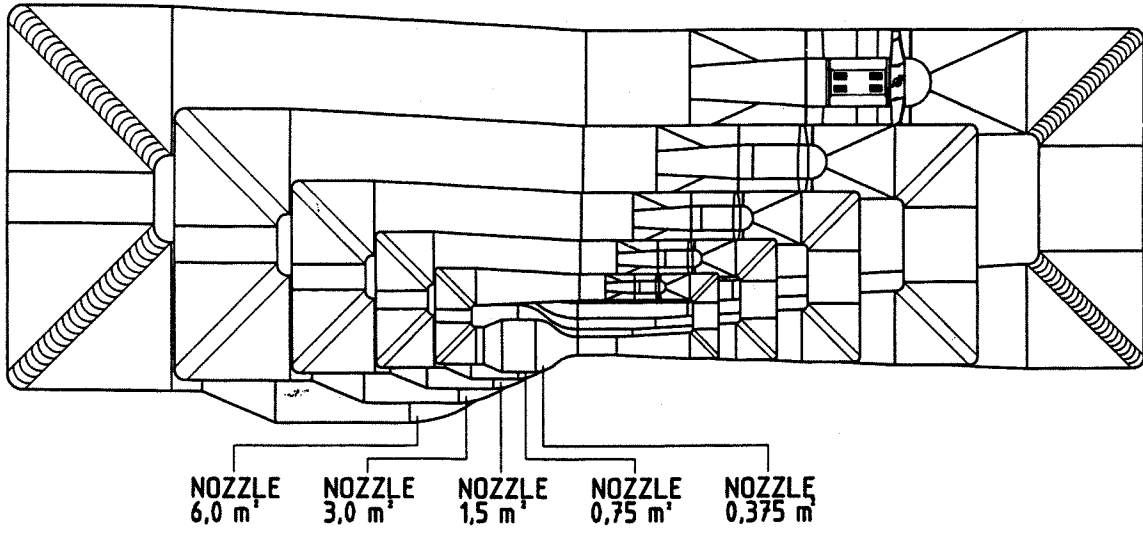 NOZZLE
6,0 m²
NOZZLE
3,0 m²
NOZZLE
1,5 m²
NOZZLE
0,75 m²
NOZZLE
0,375 m²